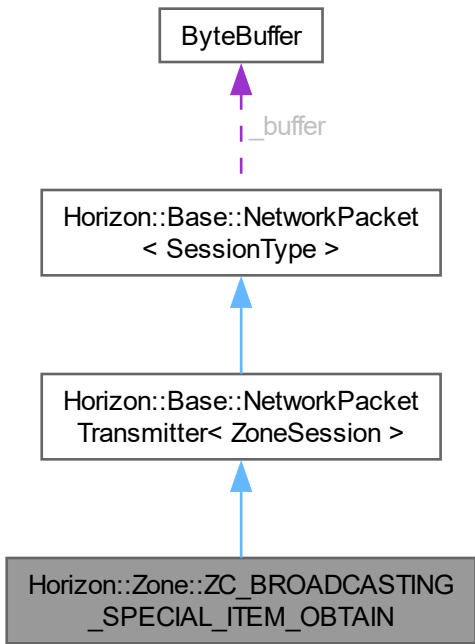 ByteBuffer
_buffer
Horizon::Base::NetworkPacket
< SessionType >
Horizon::Base::NetworkPacket
Transmitter< ZoneSession >
Horizon::Zone::ZC_BROADCASTING
_SPECIAL_ITEM_OBTAIN